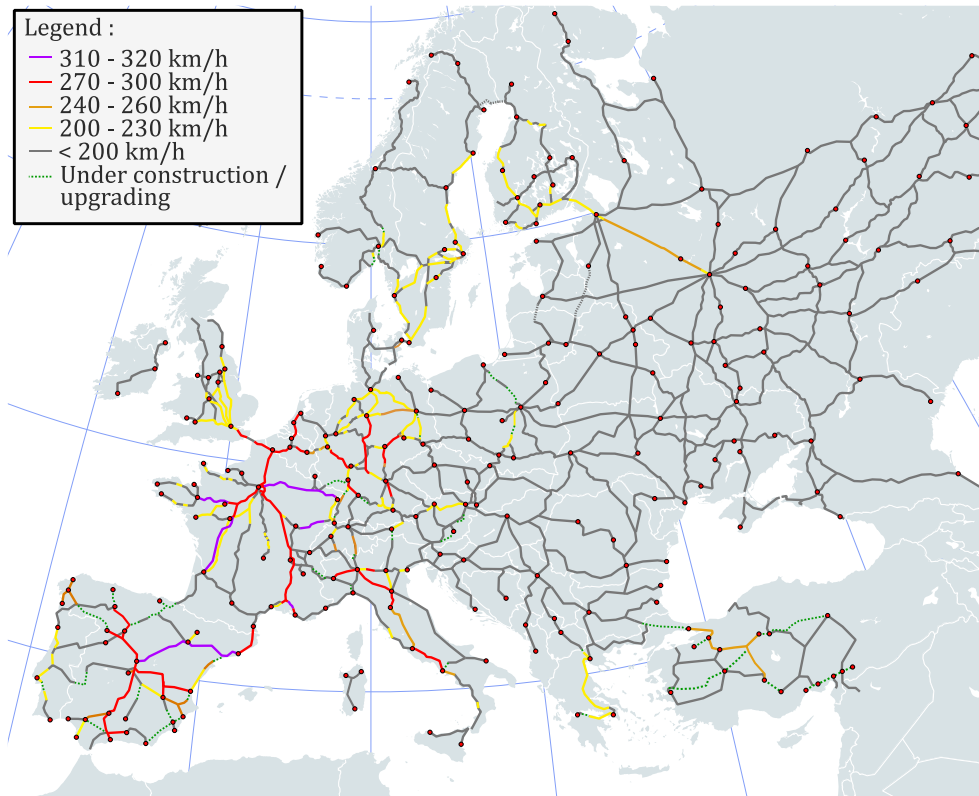 Legend :
310 - 320 km/h
270 - 300 km/h
240 - 260 km/h
200 - 230 km/h
< 200 km/h
Under construction /
upgrading